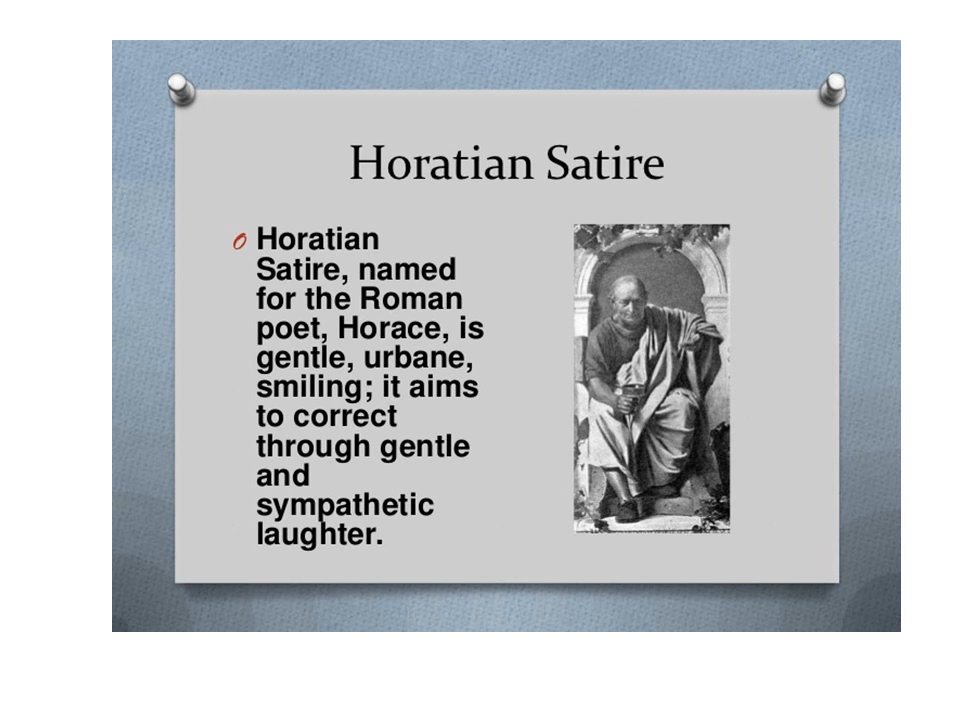 Horatian Satire
Horatian
Satire, named
for the Roman
poet, Horace, is
gentle, urbane,
smiling; it aims
to correct
through gentle
and
sympathetic
laughter.